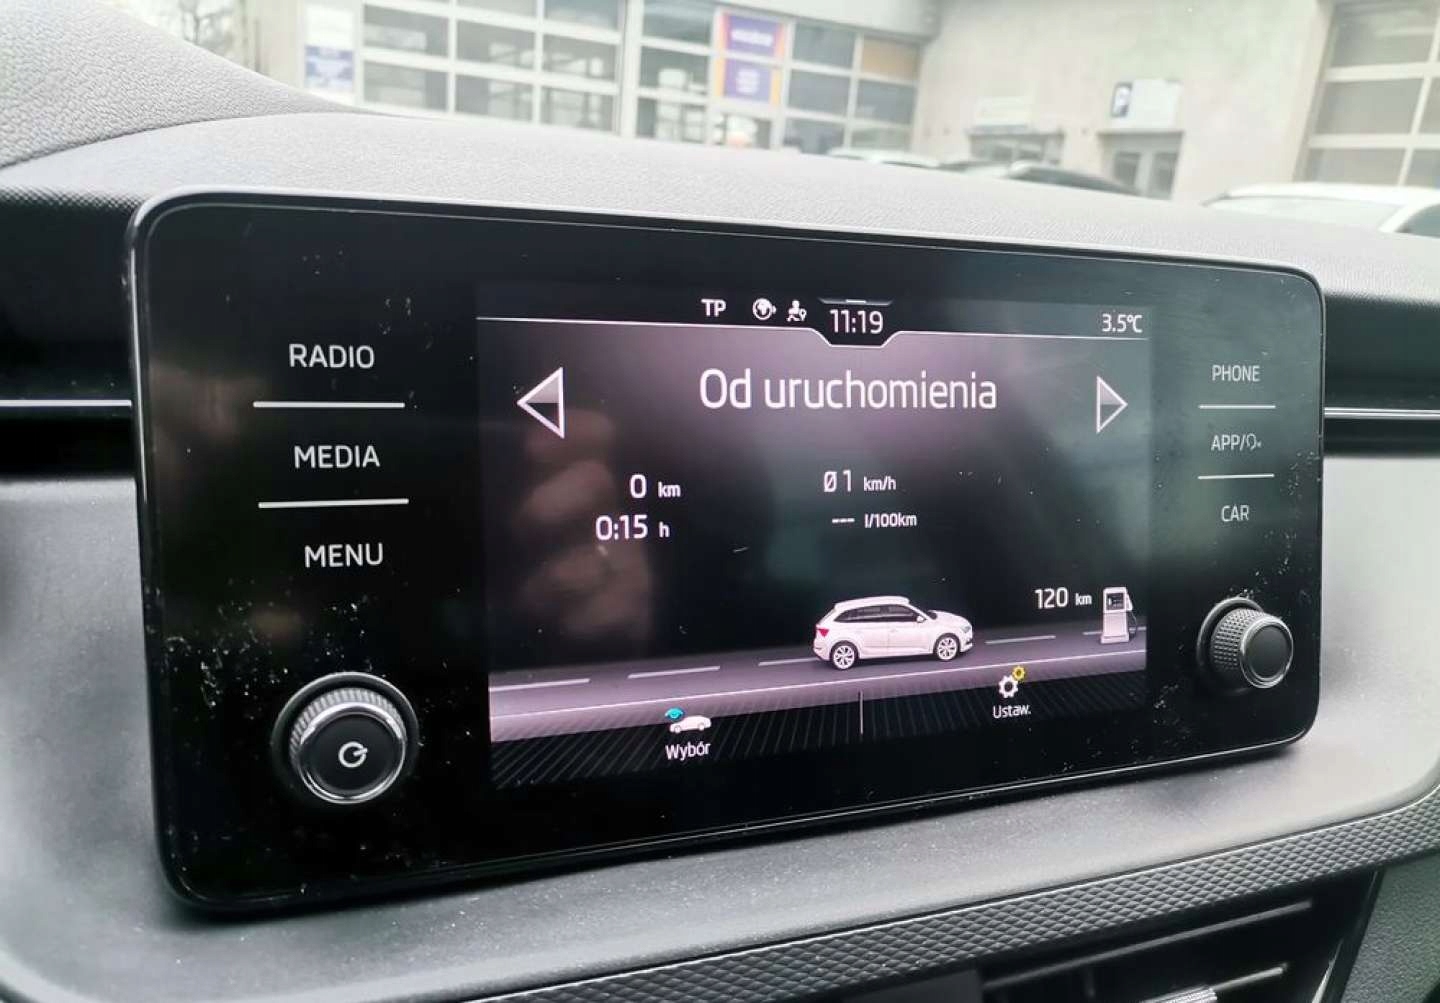 TP
11:19
3.5°C
RADIO
MEDIA
MENU
Od uruchomienia
0 km
0:15 h
Ø 1 km/h
--- l/100km
120 km
Wybór
Ustaw.
PHONE
APP/
CAR